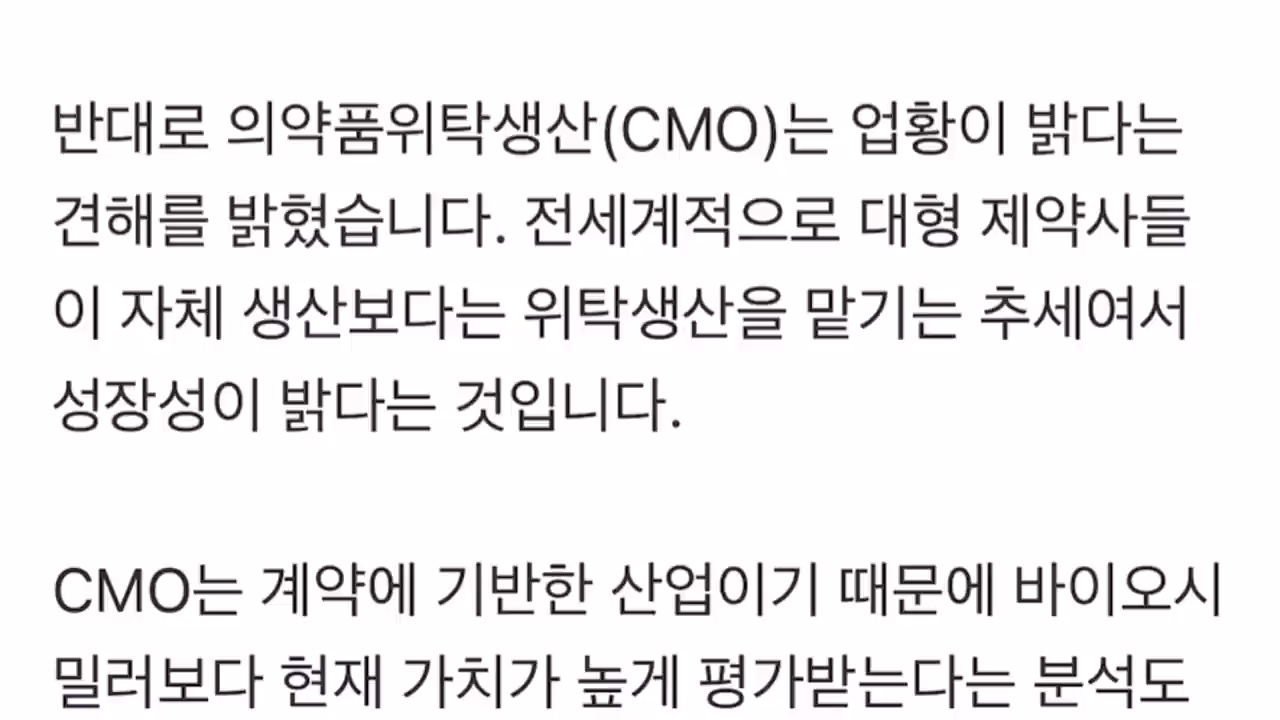 반대로 의약품위탁생산(CMO)는 업황이 밝다는
견해를 밝혔습니다. 전세계적으로 대형 제약사들
이 자체 생산보다는 위탁생산을 맡기는 추세여서
성장성이 밝다는 것입니다.
CMO는 계약에 기반한 산업이기 때문에 바이오시
밀러보다 현재 가치가 높게 평가받는다는 분석도